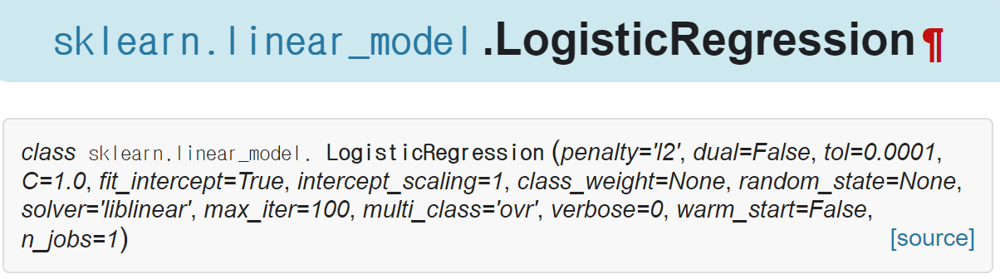 sklearn.linear_model.LogisticRegression¶
class sklearn.linear_model. LogisticRegression (penalty='l2', dual=False, tol=0.0001,
C=1.0, fit_intercept=True, intercept_scaling=1, class_weight=None, random_state=None,
solver='liblinear', max_iter=100, multi_class='ovr', verbose=0, warm_start=False,
n_jobs=1) [source]